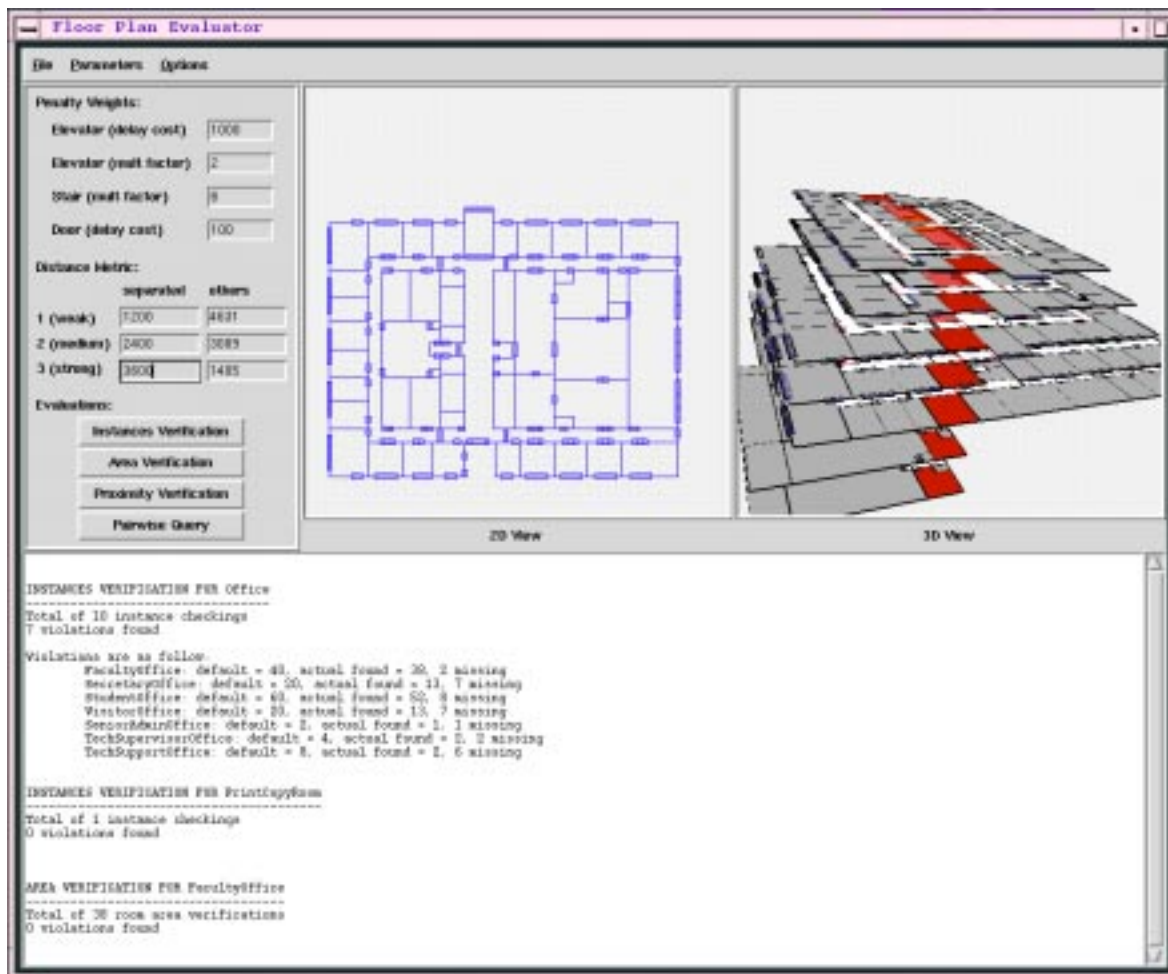 Floor Plan Evaluator
File Parameters Options
Penalty Weights:
Elevator (delay cost) 1000
Elevator (mult factor) 2
Stair (mult factor)
Door (delay cost) 100
Distance Metric:
separated others
1 (weak) 1200
2 (medium) 2400
3 (strong) 3600 1485
Evaluations:
Instances Verification
Area Verification
Proximity Verification
Pairwise Query
2D View
3D View
INSTANCES VERIFICATION FOR Office
---------------------------------
Total of 10 instance checkings
7 violations found
Violations are as follow:
FacultyOffice: default = 40, actual found = 38, 2 missing
SecretaryOffice: default = 20, actual found = 13, 7 missing
StudentOffice: default = 60, actual found = 52, 8 missing
VisitorOffice: default = 20, actual found = 13, 7 missing
SeniorAdminOffice: default = 2, actual found = 1, 1 missing
TechSupervisorOffice: default = 4, actual found = 2, 2 missing
TechSupportOffice: default = 8, actual found = 2, 6 missing
INSTANCES VERIFICATION FOR PrintCopyRoom
----------------------------------------
Total of 1 instance checkings
0 violations found
AREA VERIFICATION FOR FacultyOffice
-----------------------------------
Total of 38 room area verifications
0 violations found